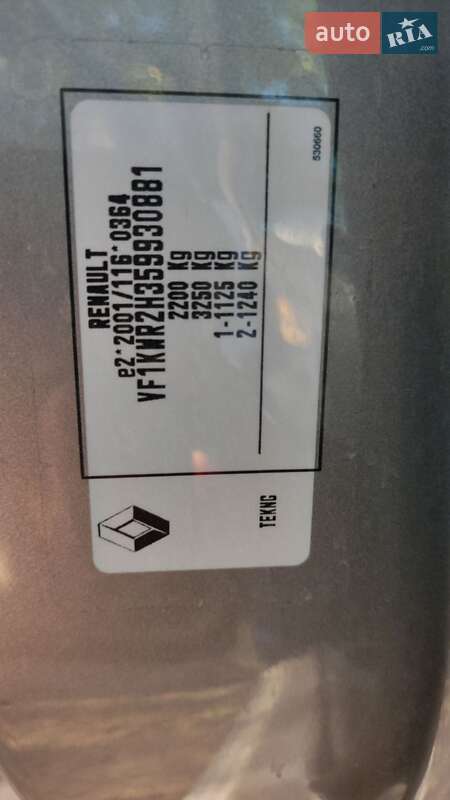 auto RIA
.com
530660
RENAULT
e2*2001/116*0364
VF1KWR2H359930881
2200 Kg
3250 Kg
1-1125 Kg
2-1240 Kg
TEKNG